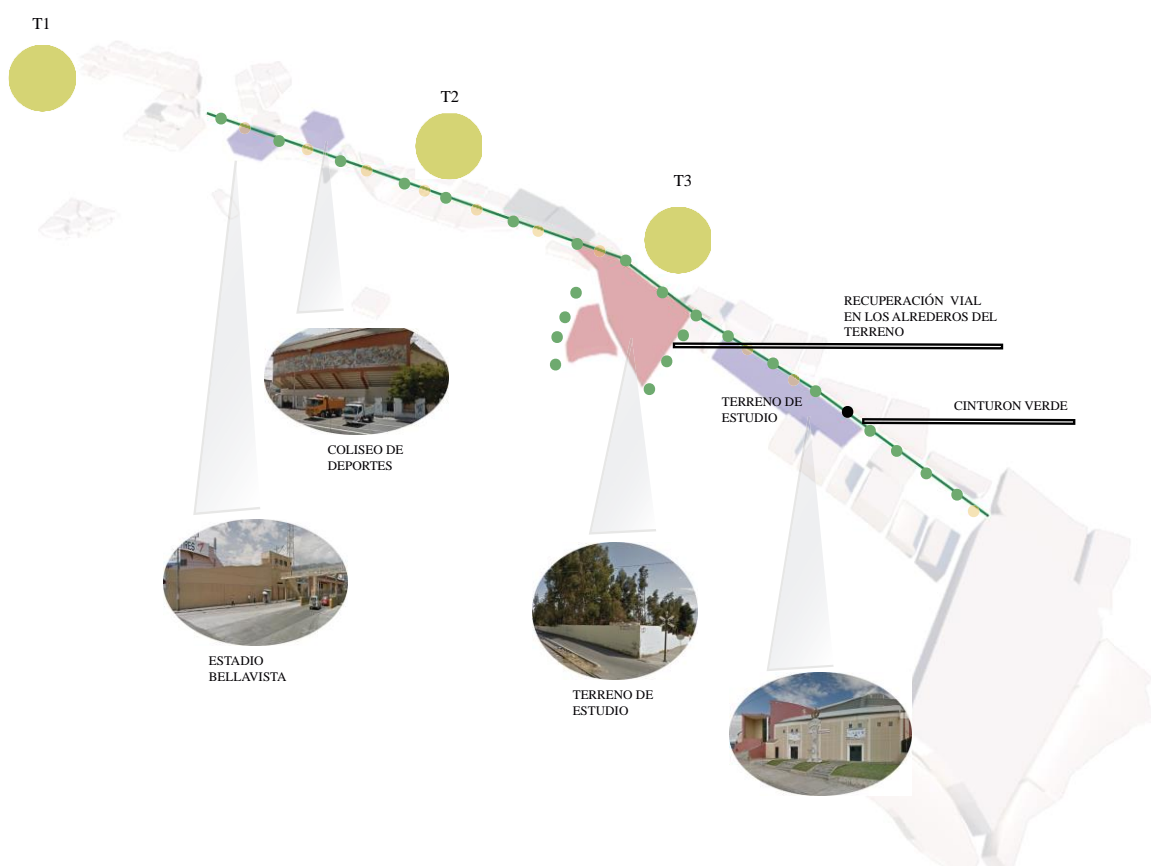 T1
T2
T3
RECUPERACIÓN VIAL
EN LOS ALREDEROS DEL
TERRENO
TERRENO DE
ESTUDIO
CINTURON VERDE
COLISEO DE
DEPORTES
ESTADIO
BELLAVISTA
TERRENO DE
ESTUDIO